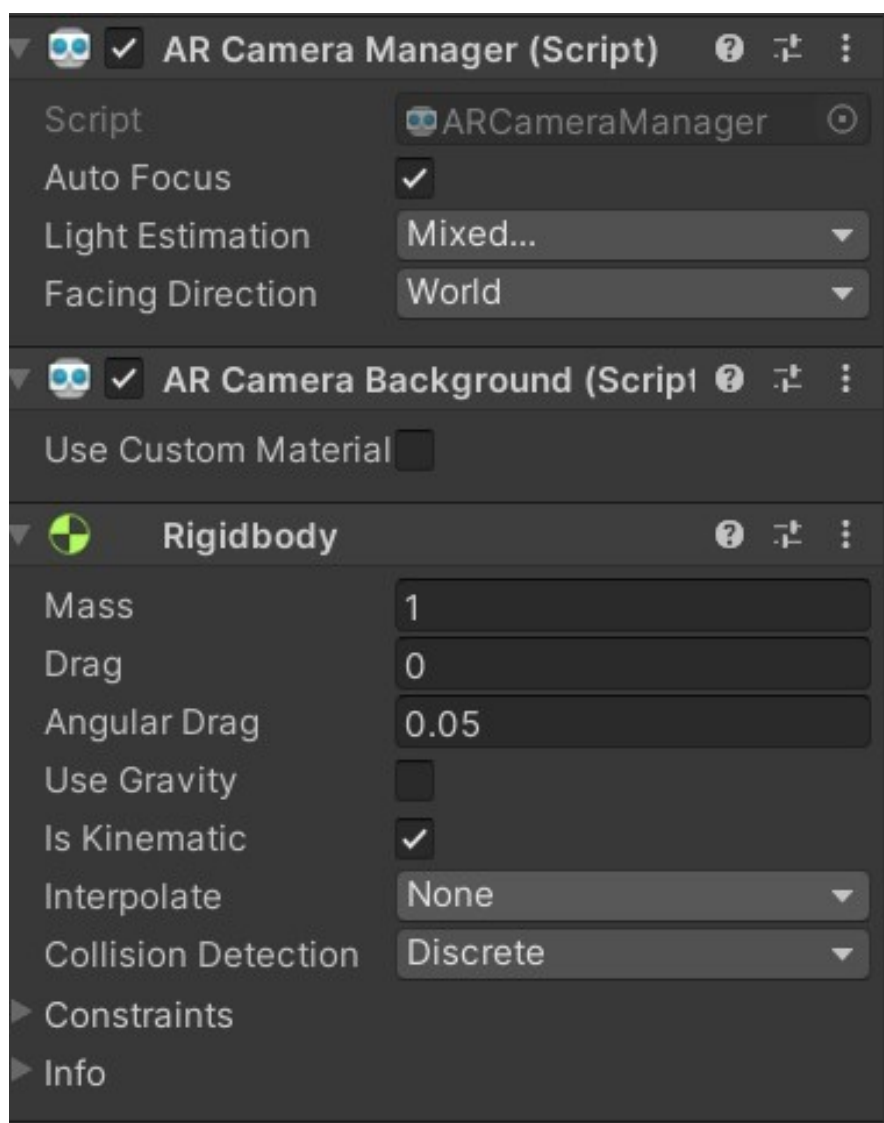 AR Camera Manager (Script)
Script ARCameraManager
Auto Focus
Light Estimation Mixed...
Facing Direction World
AR Camera Background (Script
Use Custom Material
Rigidbody
Mass 1
Drag 0
Angular Drag 0.05
Use Gravity
Is Kinematic
Interpolate None
Collision Detection Discrete
Constraints
Info